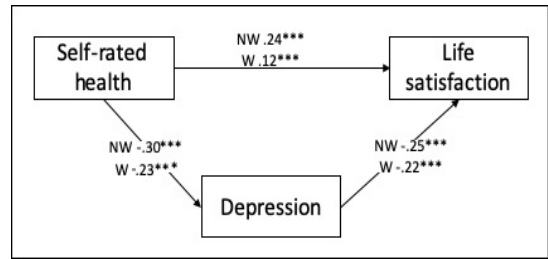 Self-rated
health
NW .24***
W .12***
Life
satisfaction
NW -.30***
W -.23***
NW -.25***
W -.22***
Depression